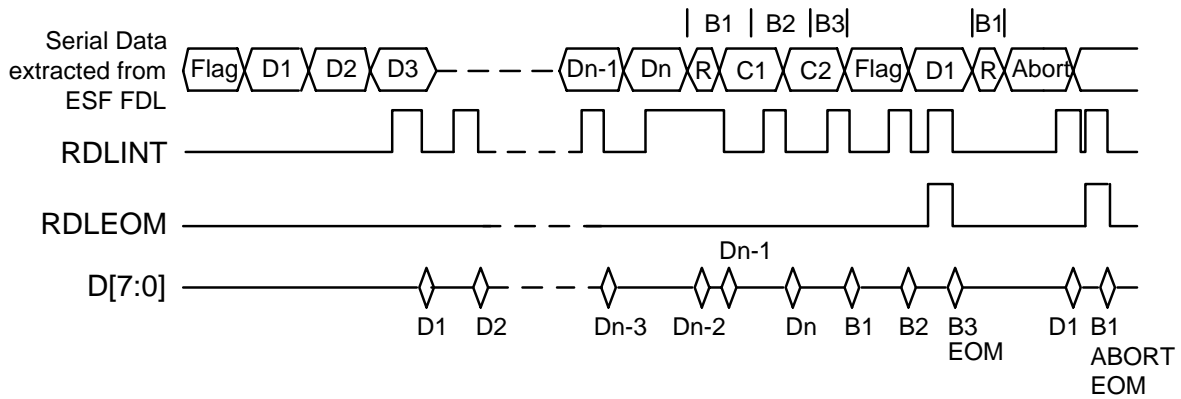 B1 B2 B3 B1
Serial Data
extracted from
ESF FDL
Flag D1 D2 D3 Dn-1 Dn R C1 C2 Flag D1 R Abort
RDLINT
RDLEOM
Dn-1
D[7:0]
D1 D2 Dn-3 Dn-2 Dn B1 B2 B3 D1 B1
EOM ABORT
EOM